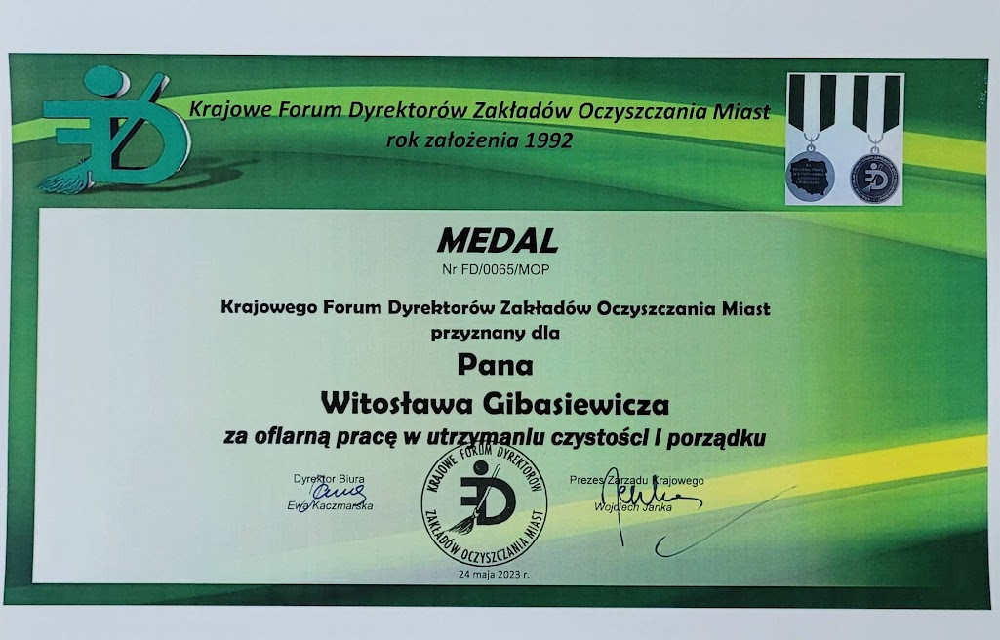 Krajowe Forum Dyrektorów Zakładów Oczyszczania Miast
rok założenia 1992
MEDAL
Nr FD/0065/MOP
Krajowego Forum Dyrektorów Zakładów Oczyszczania Miast
przyznany dla
Pana
Witosława Gibasiewicza
za ofiarną pracę w utrzymaniu czystości i porządku
Dyrektor Biura
Ewa Kaczmarska
Prezes Zarządu Krajowego
Wojciech Janka
KRAJOWE FORUM DYREKTORÓW
ZAKŁADÓW OCZYSZCZANIA MIAST
24 maja 2023 r.